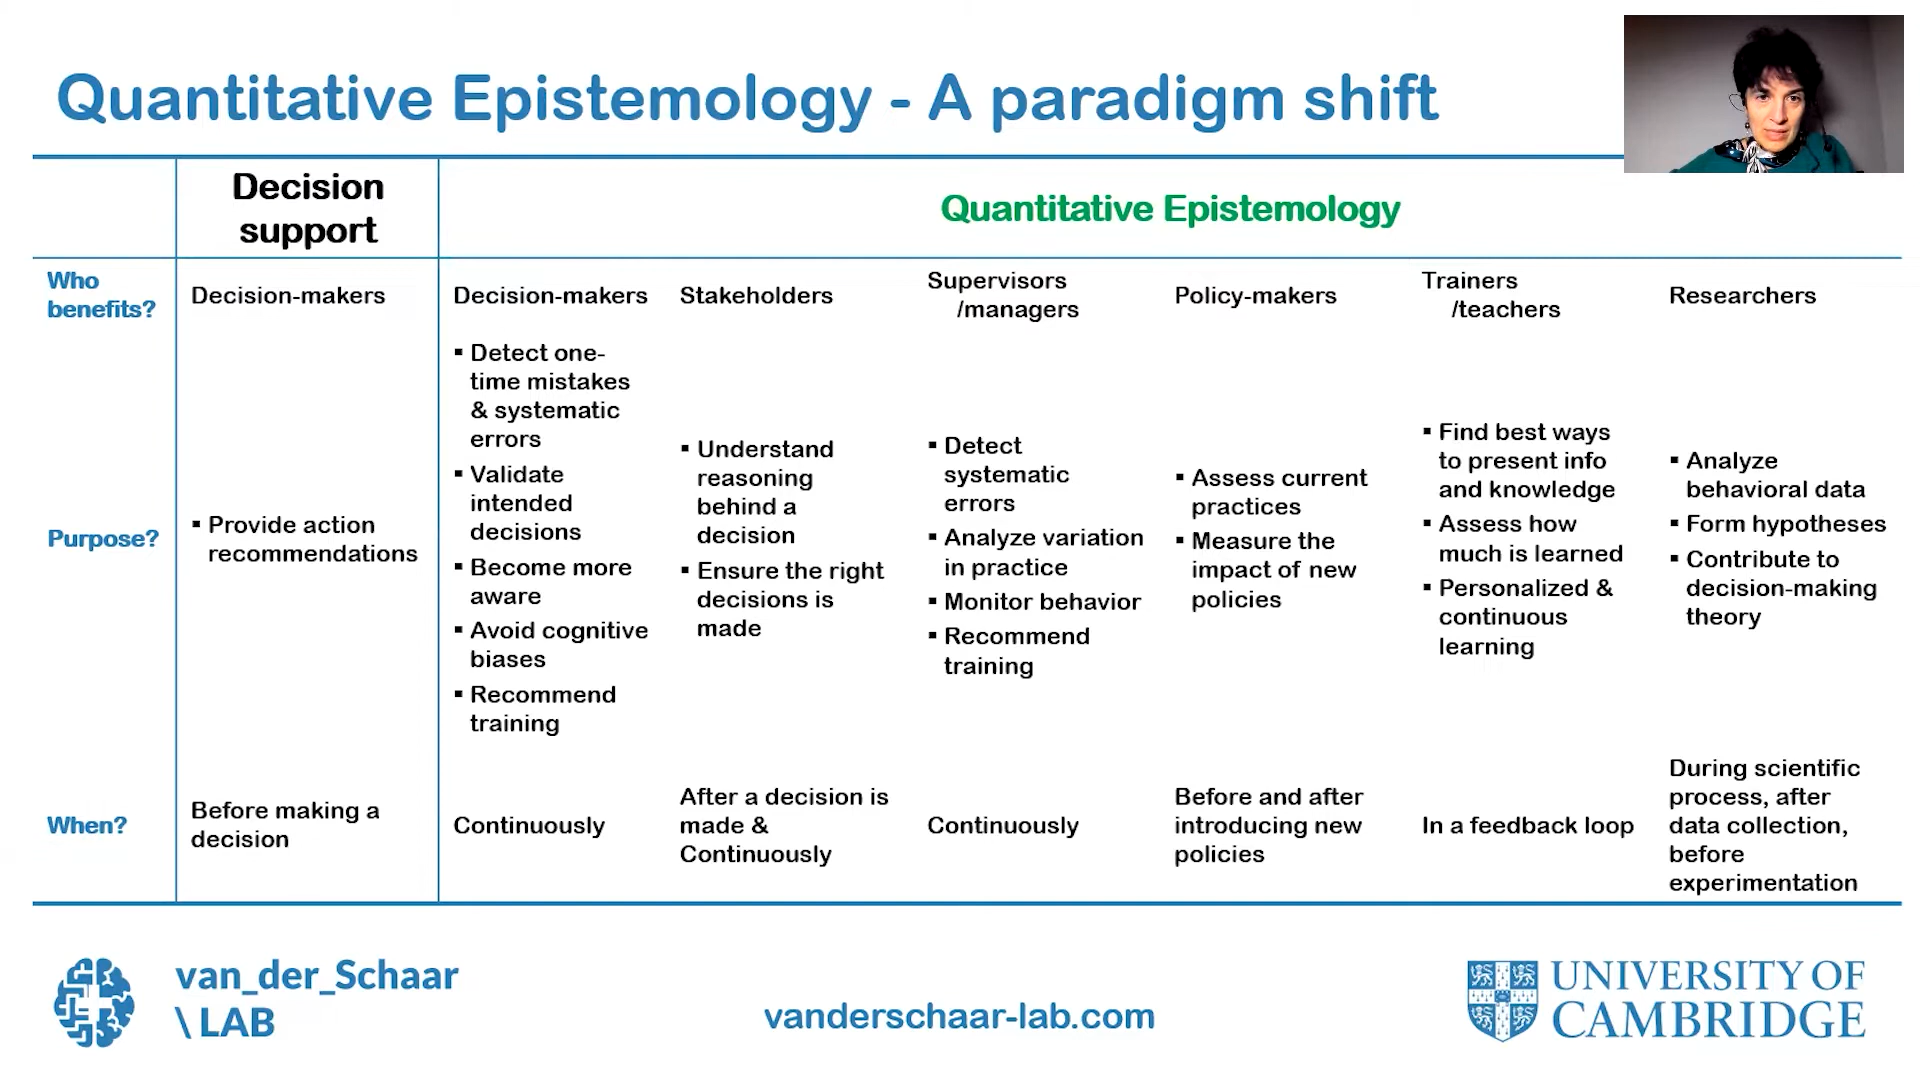 Quantitative Epistemology - A paradigm shift
Decision
support
Quantitative Epistemology
Who
benefits?
Decision-makers
Decision-makers
Stakeholders
Supervisors
/managers
Policy-makers
Trainers
/teachers
Researchers
Purpose?
▪ Provide action
recommendations
▪ Detect one-
time mistakes
& systematic
errors
▪ Validate
intended
decisions
▪ Become more
aware
▪ Avoid cognitive
biases
▪ Recommend
training
▪ Understand
reasoning
behind a
decision
▪ Ensure the right
decisions is
made
▪ Detect
systematic
errors
▪ Analyze variation
in practice
▪ Monitor behavior
▪ Recommend
training
▪ Assess current
practices
▪ Measure the
impact of new
policies
▪ Find best ways
to present info
and knowledge
▪ Assess how
much is learned
▪ Personalized &
continuous
learning
▪ Analyze
behavioral data
▪ Form hypotheses
▪ Contribute to
decision-making
theory
When?
Before making a
decision
Continuously
After a decision is
made &
Continuously
Continuously
Before and after
introducing new
policies
In a feedback loop
During scientific
process, after
data collection,
before
experimentation
van_der_Schaar
\ LAB
vanderschaar-lab.com
UNIVERSITY OF
CAMBRIDGE